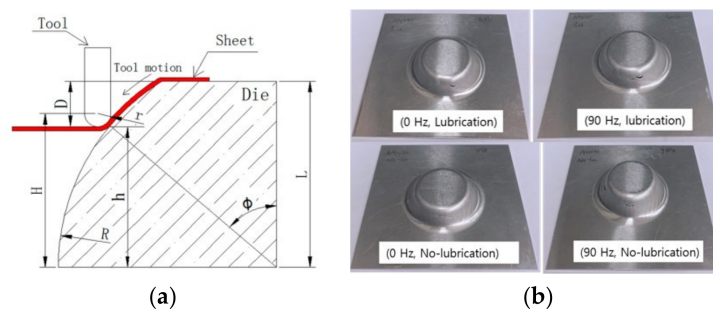 Tool
Sheet
Tool motion
Die
D
r
H
h
L
ϕ
R
(0 Hz, Lubrication)
(90 Hz, lubrication)
(0 Hz, No-lubrication)
(90 Hz, No-lubrication)
(a)
(b)